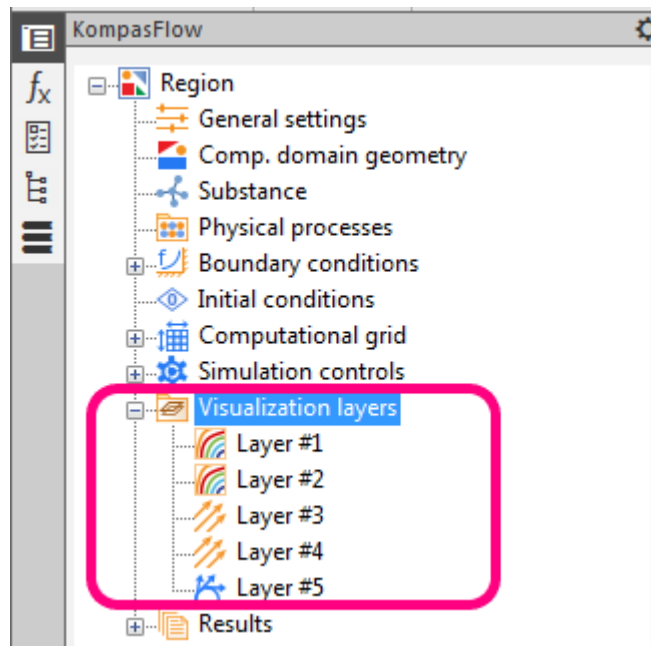 KompasFlow
fx
Region
General settings
Comp. domain geometry
Substance
Physical processes
Boundary conditions
Initial conditions
Computational grid
Simulation controls
Visualization layers
Layer #1
Layer #2
Layer #3
Layer #4
Layer #5
Results